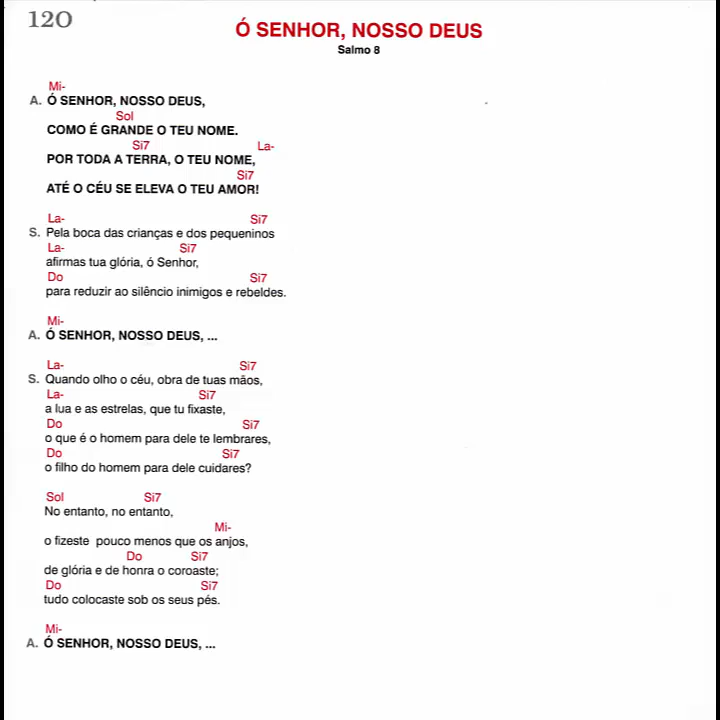 120
Ó SENHOR, NOSSO DEUS
Salmo 8
Mi-
A. Ó SENHOR, NOSSO DEUS,
Sol
COMO É GRANDE O TEU NOME.
Si7 La-
POR TODA A TERRA, O TEU NOME,
Si7
ATÉ O CÉU SE ELEVA O TEU AMOR!
La- Si7
S. Pela boca das crianças e dos pequeninos
La- Si7
afirmas tua glória, ó Senhor,
Do Si7
para reduzir ao silêncio inimigos e rebeldes.
Mi-
A. Ó SENHOR, NOSSO DEUS, ...
La- Si7
S. Quando olho o céu, obra de tuas mãos,
La- Si7
a lua e as estrelas, que tu fixaste,
Do Si7
o que é o homem para dele te lembrares,
Do Si7
o filho do homem para dele cuidares?
Sol Si7
No entanto, no entanto,
Mi-
o fizeste pouco menos que os anjos,
Do Si7
de glória e de honra o coroaste;
Do Si7
tudo colocaste sob os seus pés.
Mi-
A. Ó SENHOR, NOSSO DEUS, ...